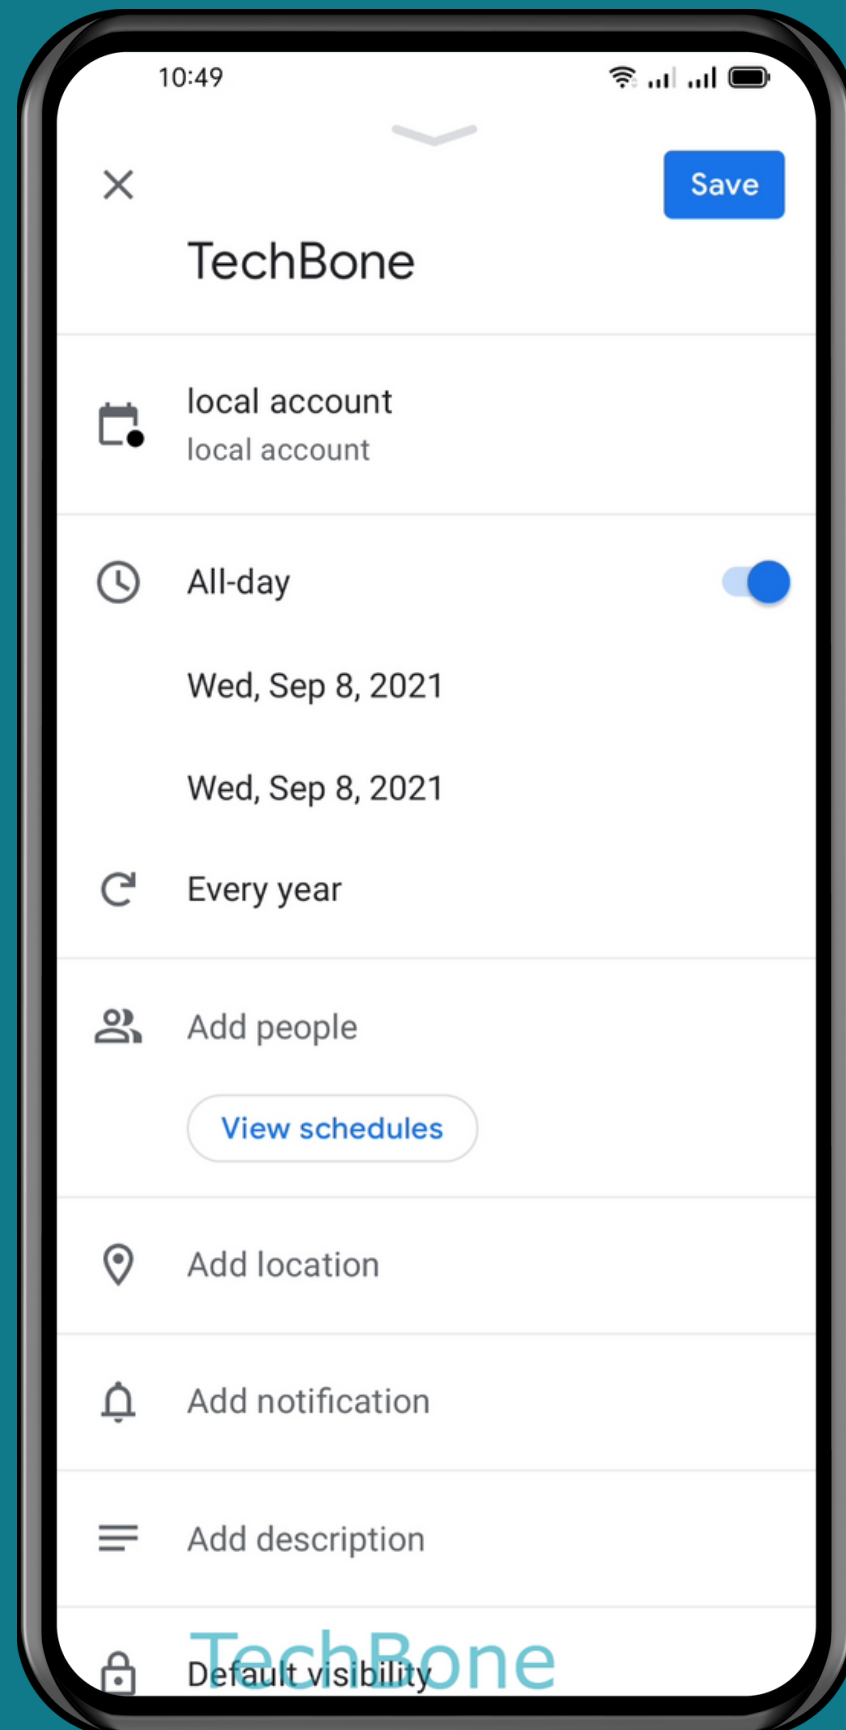 10:49
Save
TechBone
local account
local account
All-day
Wed, Sep 8, 2021
Wed, Sep 8, 2021
Every year
Add people
View schedules
Add location
Add notification
Add description
TechBone
Default visibility